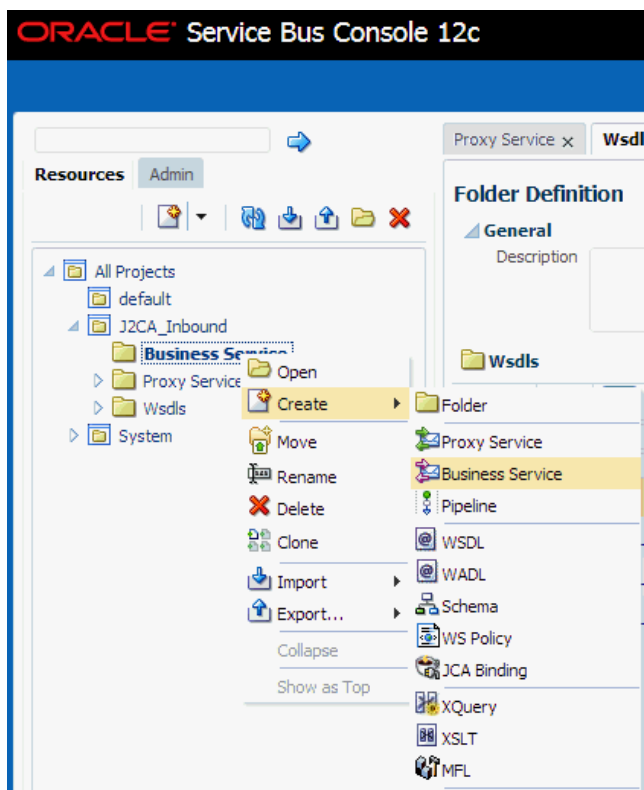 ORACLE Service Bus Console 12c
Proxy Service x
Wsdl
Resources
Admin
Folder Definition
General
Description
All Projects
default
J2CA_Inbound
Business Service
Proxy Service
Wsdls
System
Wsdls
Open
Create
Move
Rename
Delete
Clone
Import
Export...
Collapse
Show as Top
Folder
Proxy Service
Business Service
Pipeline
WSDL
WADL
Schema
WS Policy
JCA Binding
XQuery
XSLT
MFL